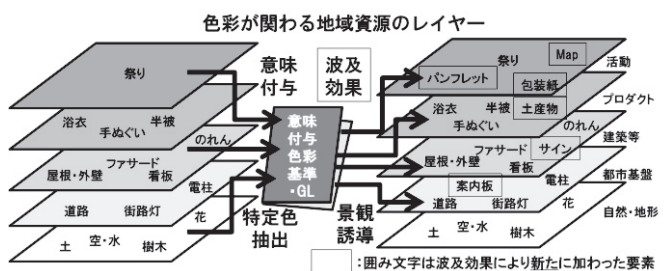 色彩が関わる地域資源のレイヤー
祭り
浴衣 半被
手ぬぐい
のれん
ファサード
屋根・外壁 看板
電柱
道路 街路灯
花
土 空・水 樹木
意味
付与
波及
効果
意味
付与
色彩
基準
・GL
特定色
抽出
景観
誘導
祭り Map
パンフレット
包装紙
浴衣 半被 土産物
手ぬぐい
のれん
ファサード サイン
屋根・外壁 看板
案内板 電柱
道路 街路灯
花
土 空・水 樹木
活動
プロダクト
建築等
都市基盤
自然・地形
:囲み文字は波及効果により新たに加わった要素